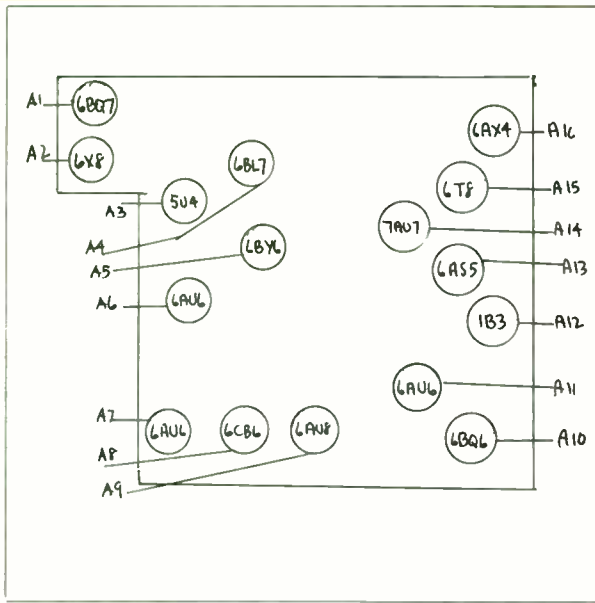 A1 6BQ7
A2 6X8
A3 5U4
A4 6BL7
A5 6BY6
A6 6AU6
A7 6AU6
A8 6CB6
A9 6AU8
6AX4 A16
6T8 A15
7AU7 A14
6AS5 A13
1B3 A12
6AU6 A11
6BQ6 A10